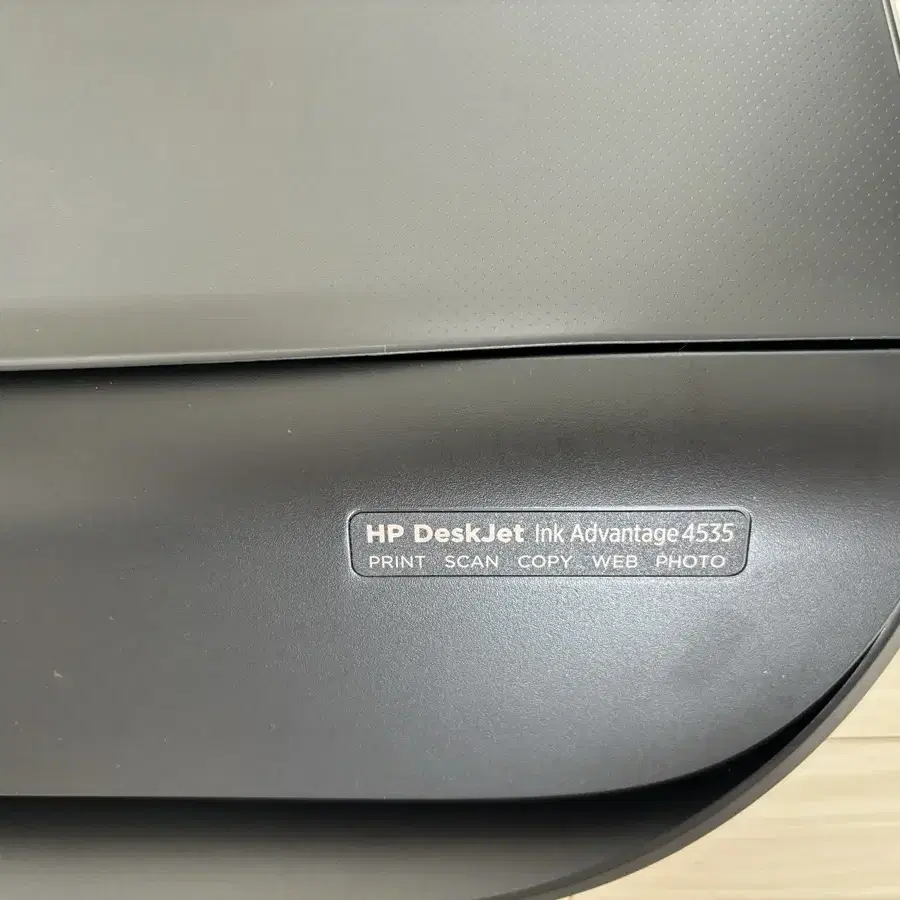 HP DeskJet Ink Advantage 4535
PRINT SCAN COPY WEB PHOTO